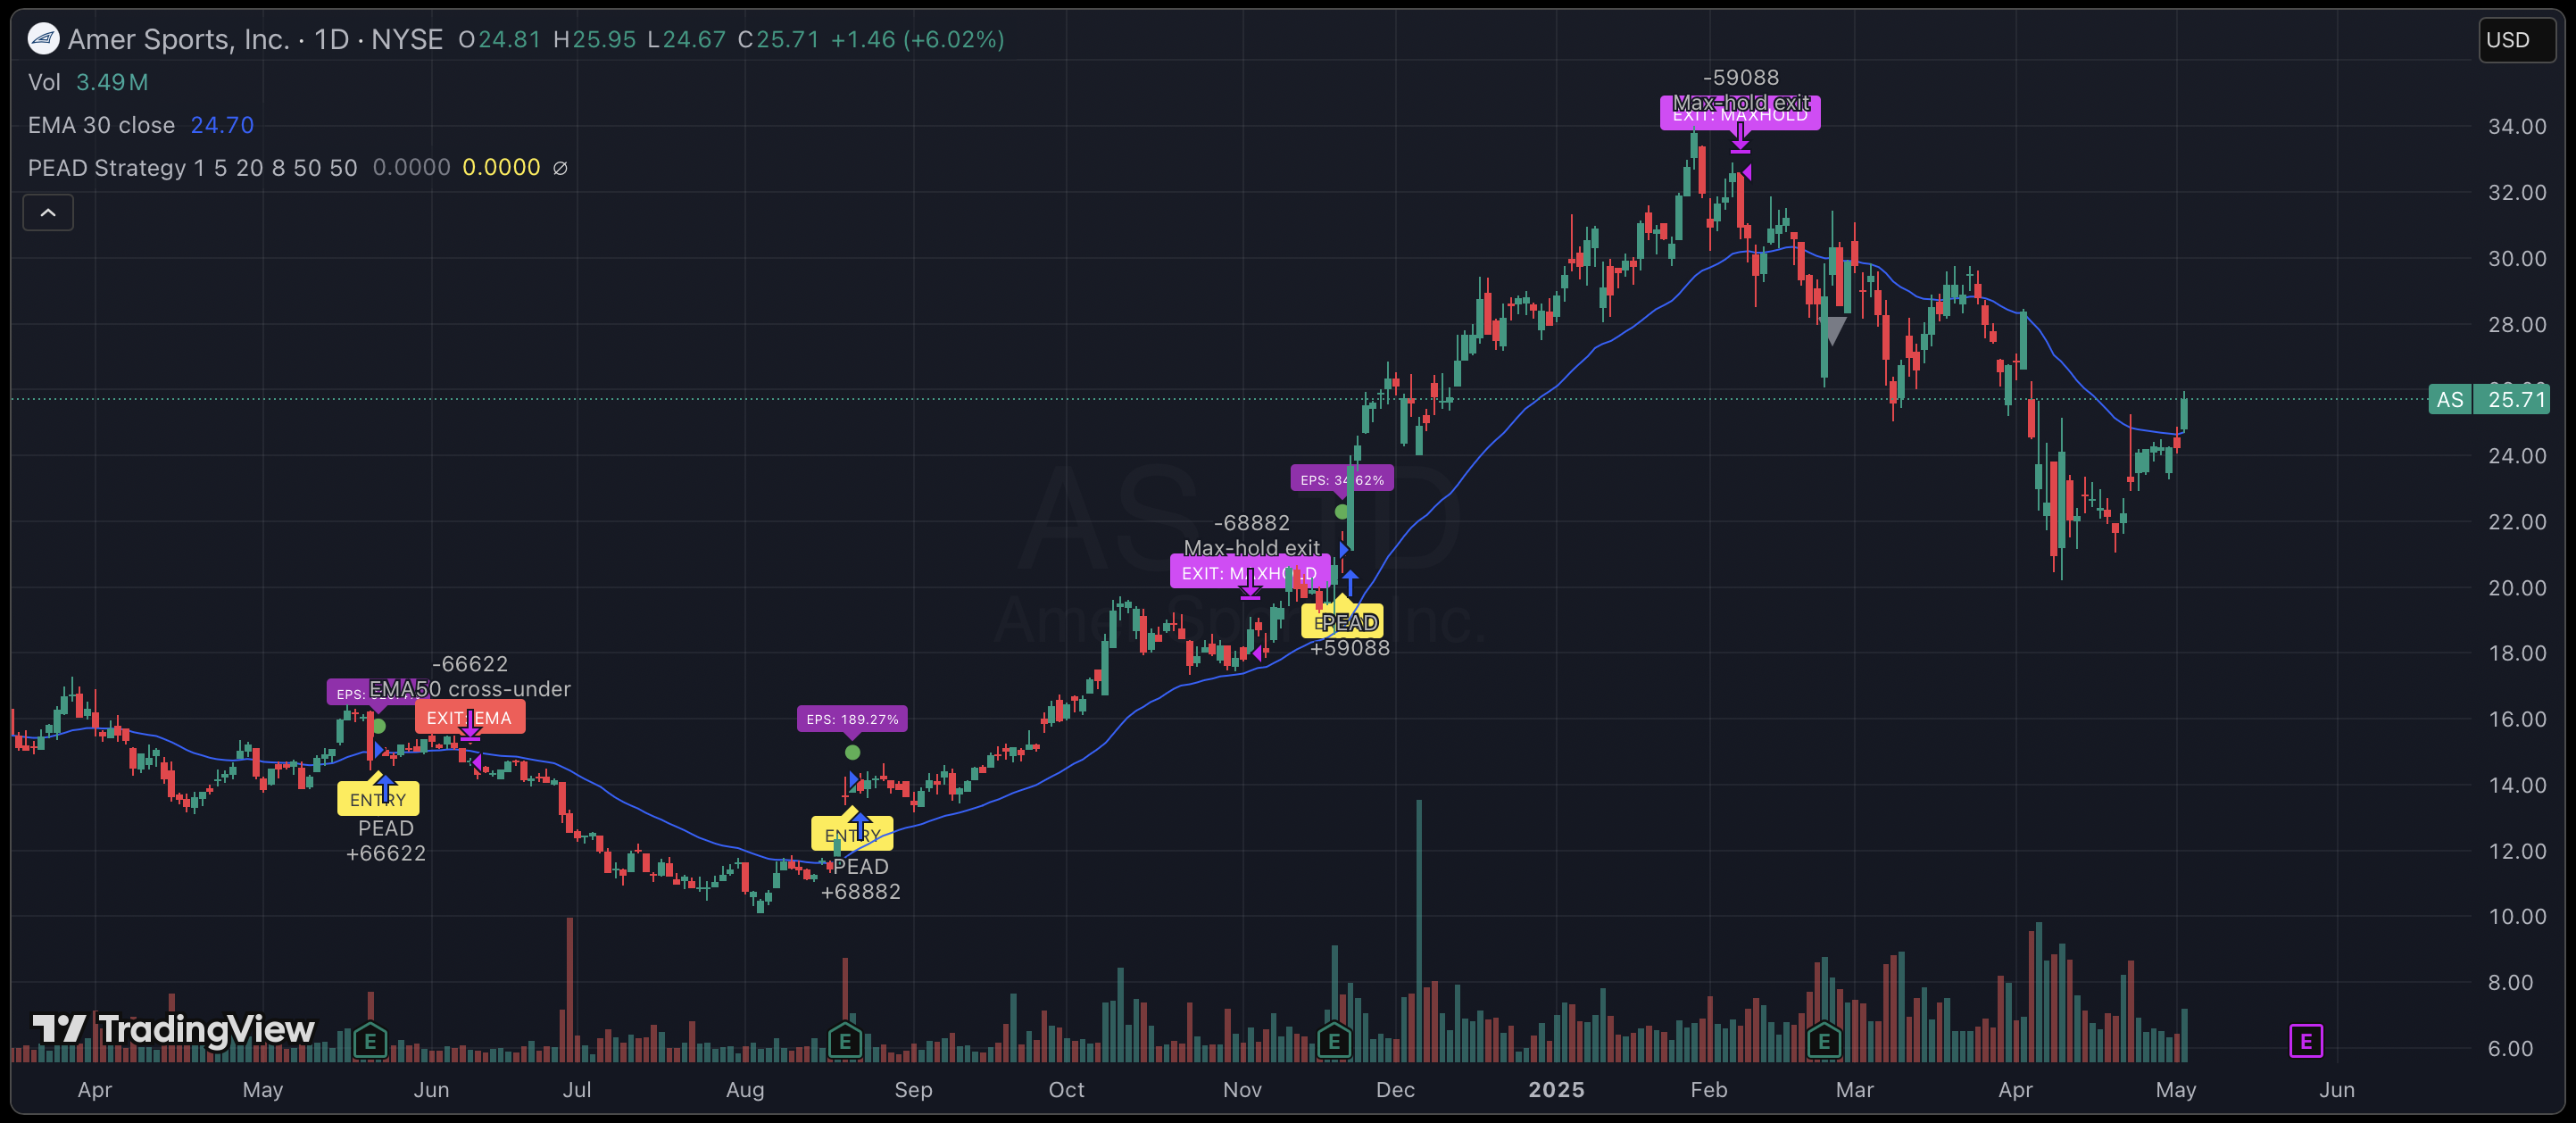 Amer Sports, Inc. · 1D · NYSE O24.81 H25.95 L24.67 C25.71 +1.46 (+6.02%)
USD
Vol 3.49M
EMA 30 close 24.70
PEAD Strategy 1 5 20 8 50 50 0.0000 0.0000 ∅
-59088
Max-hold exit
EXIT: MAXHOLD
34.00
32.00
30.00
28.00
AS 25.71
24.00
22.00
20.00
18.00
16.00
14.00
12.00
10.00
8.00
6.00
EPS: 34.62%
-68882
Max-hold exit
EXIT: MAXHOLD
PEAD
+59088
AS 1D
Amer Sports, Inc.
-66622
EPS:
EMA50 cross-under
EXIT: EMA
ENTRY
PEAD
+66622
EPS: 189.27%
ENTRY
PEAD
+68882
TradingView
E
E
E
E
E
Apr May Jun Jul Aug Sep Oct Nov Dec 2025 Feb Mar Apr May Jun